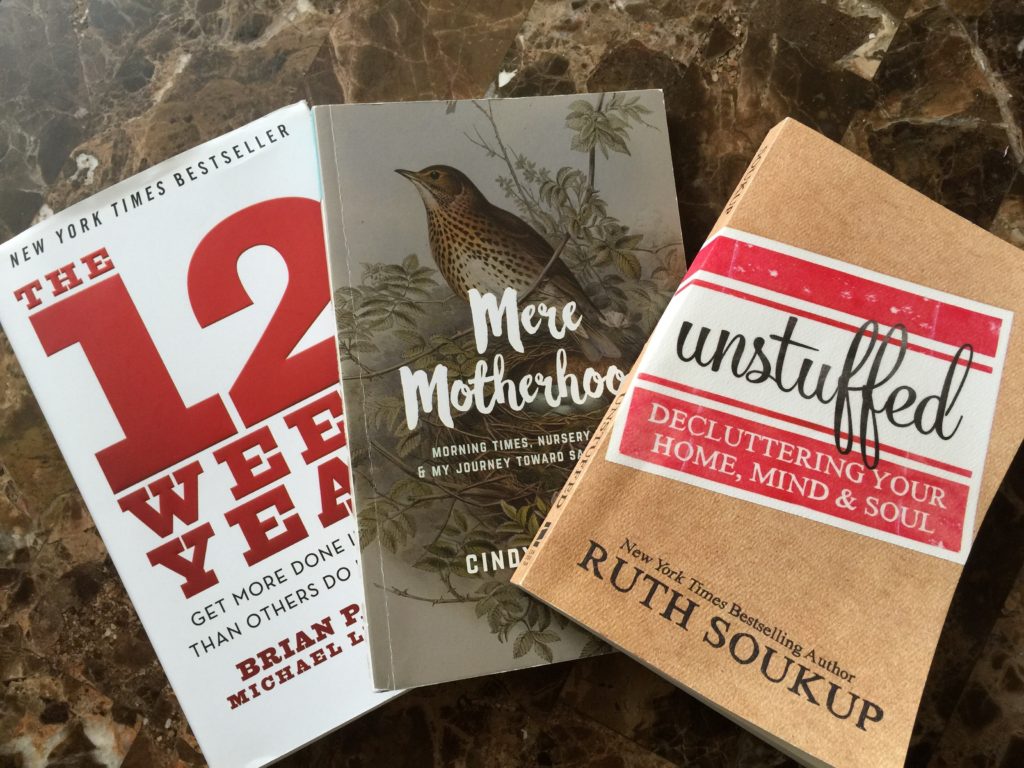 NEW YORK TIMES BESTSELLER
THE
12
WEE
YEA
GET MORE DONE I
THAN OTHERS DO
BRIAN P.
MICHAEL L
Mere
Motherhoo
MORNING TIMES, NURSERY
& MY JOURNEY TOWARD SA
CINDY
unstuffed
DECLUTTERING YOUR
HOME, MIND & SOUL
New York Times Bestselling Author
RUTH SOUKUP
UNSTUFFED
SOUKUP